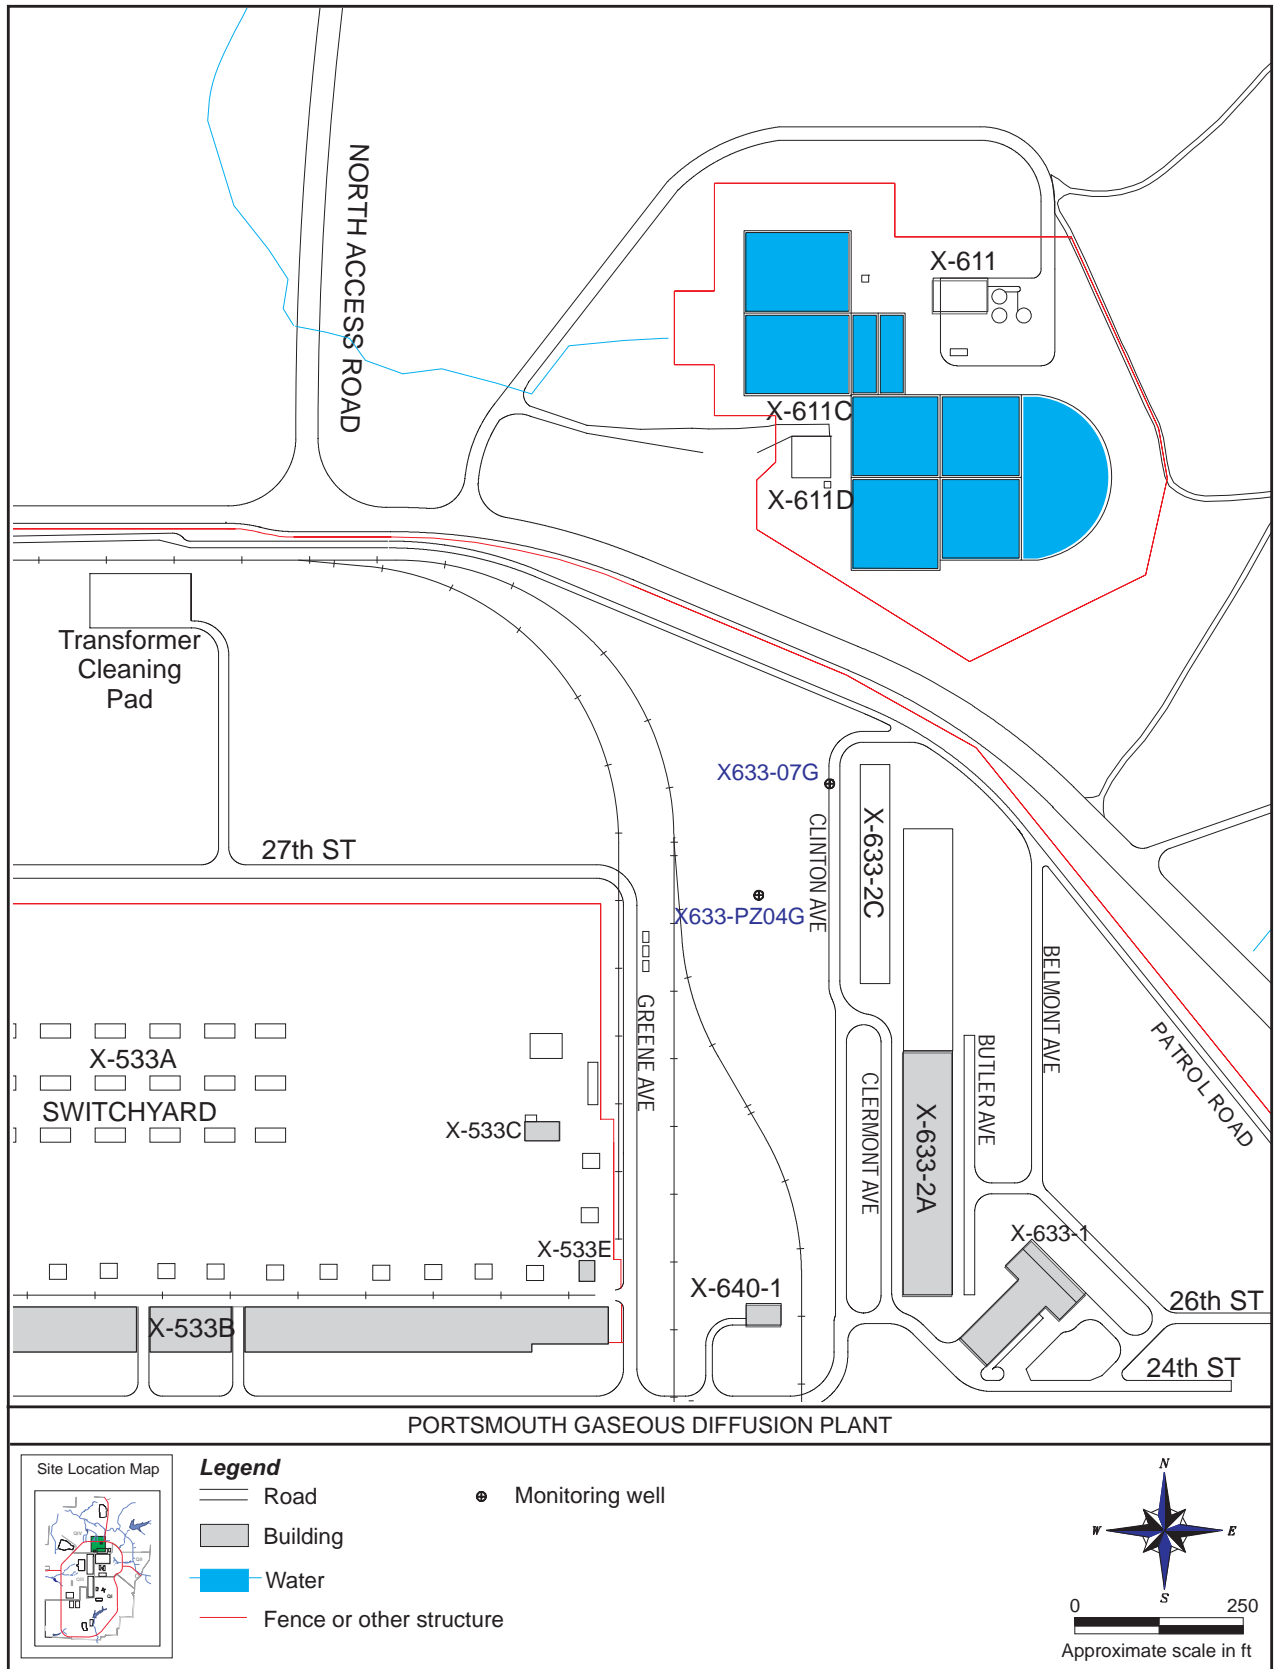 NORTH ACCESS ROAD
X-611
X-611C
X-611D
Transformer
Cleaning
Pad
X633-07G
27th ST
CLINTON AVE
X-633-2C
X633-PZ04G
GREENE AVE
BELMONT AVE
BUTLER AVE
PATROL ROAD
X-533A
SWITCHYARD
X-533C
CLERMONT AVE
X-633-2A
X-533E
X-633-1
X-640-1
26th ST
X-533B
24th ST
PORTSMOUTH GASEOUS DIFFUSION PLANT
Site Location Map
Legend
Road
Monitoring well
Building
Water
Fence or other structure
N
W
E
S
0 250
Approximate scale in ft